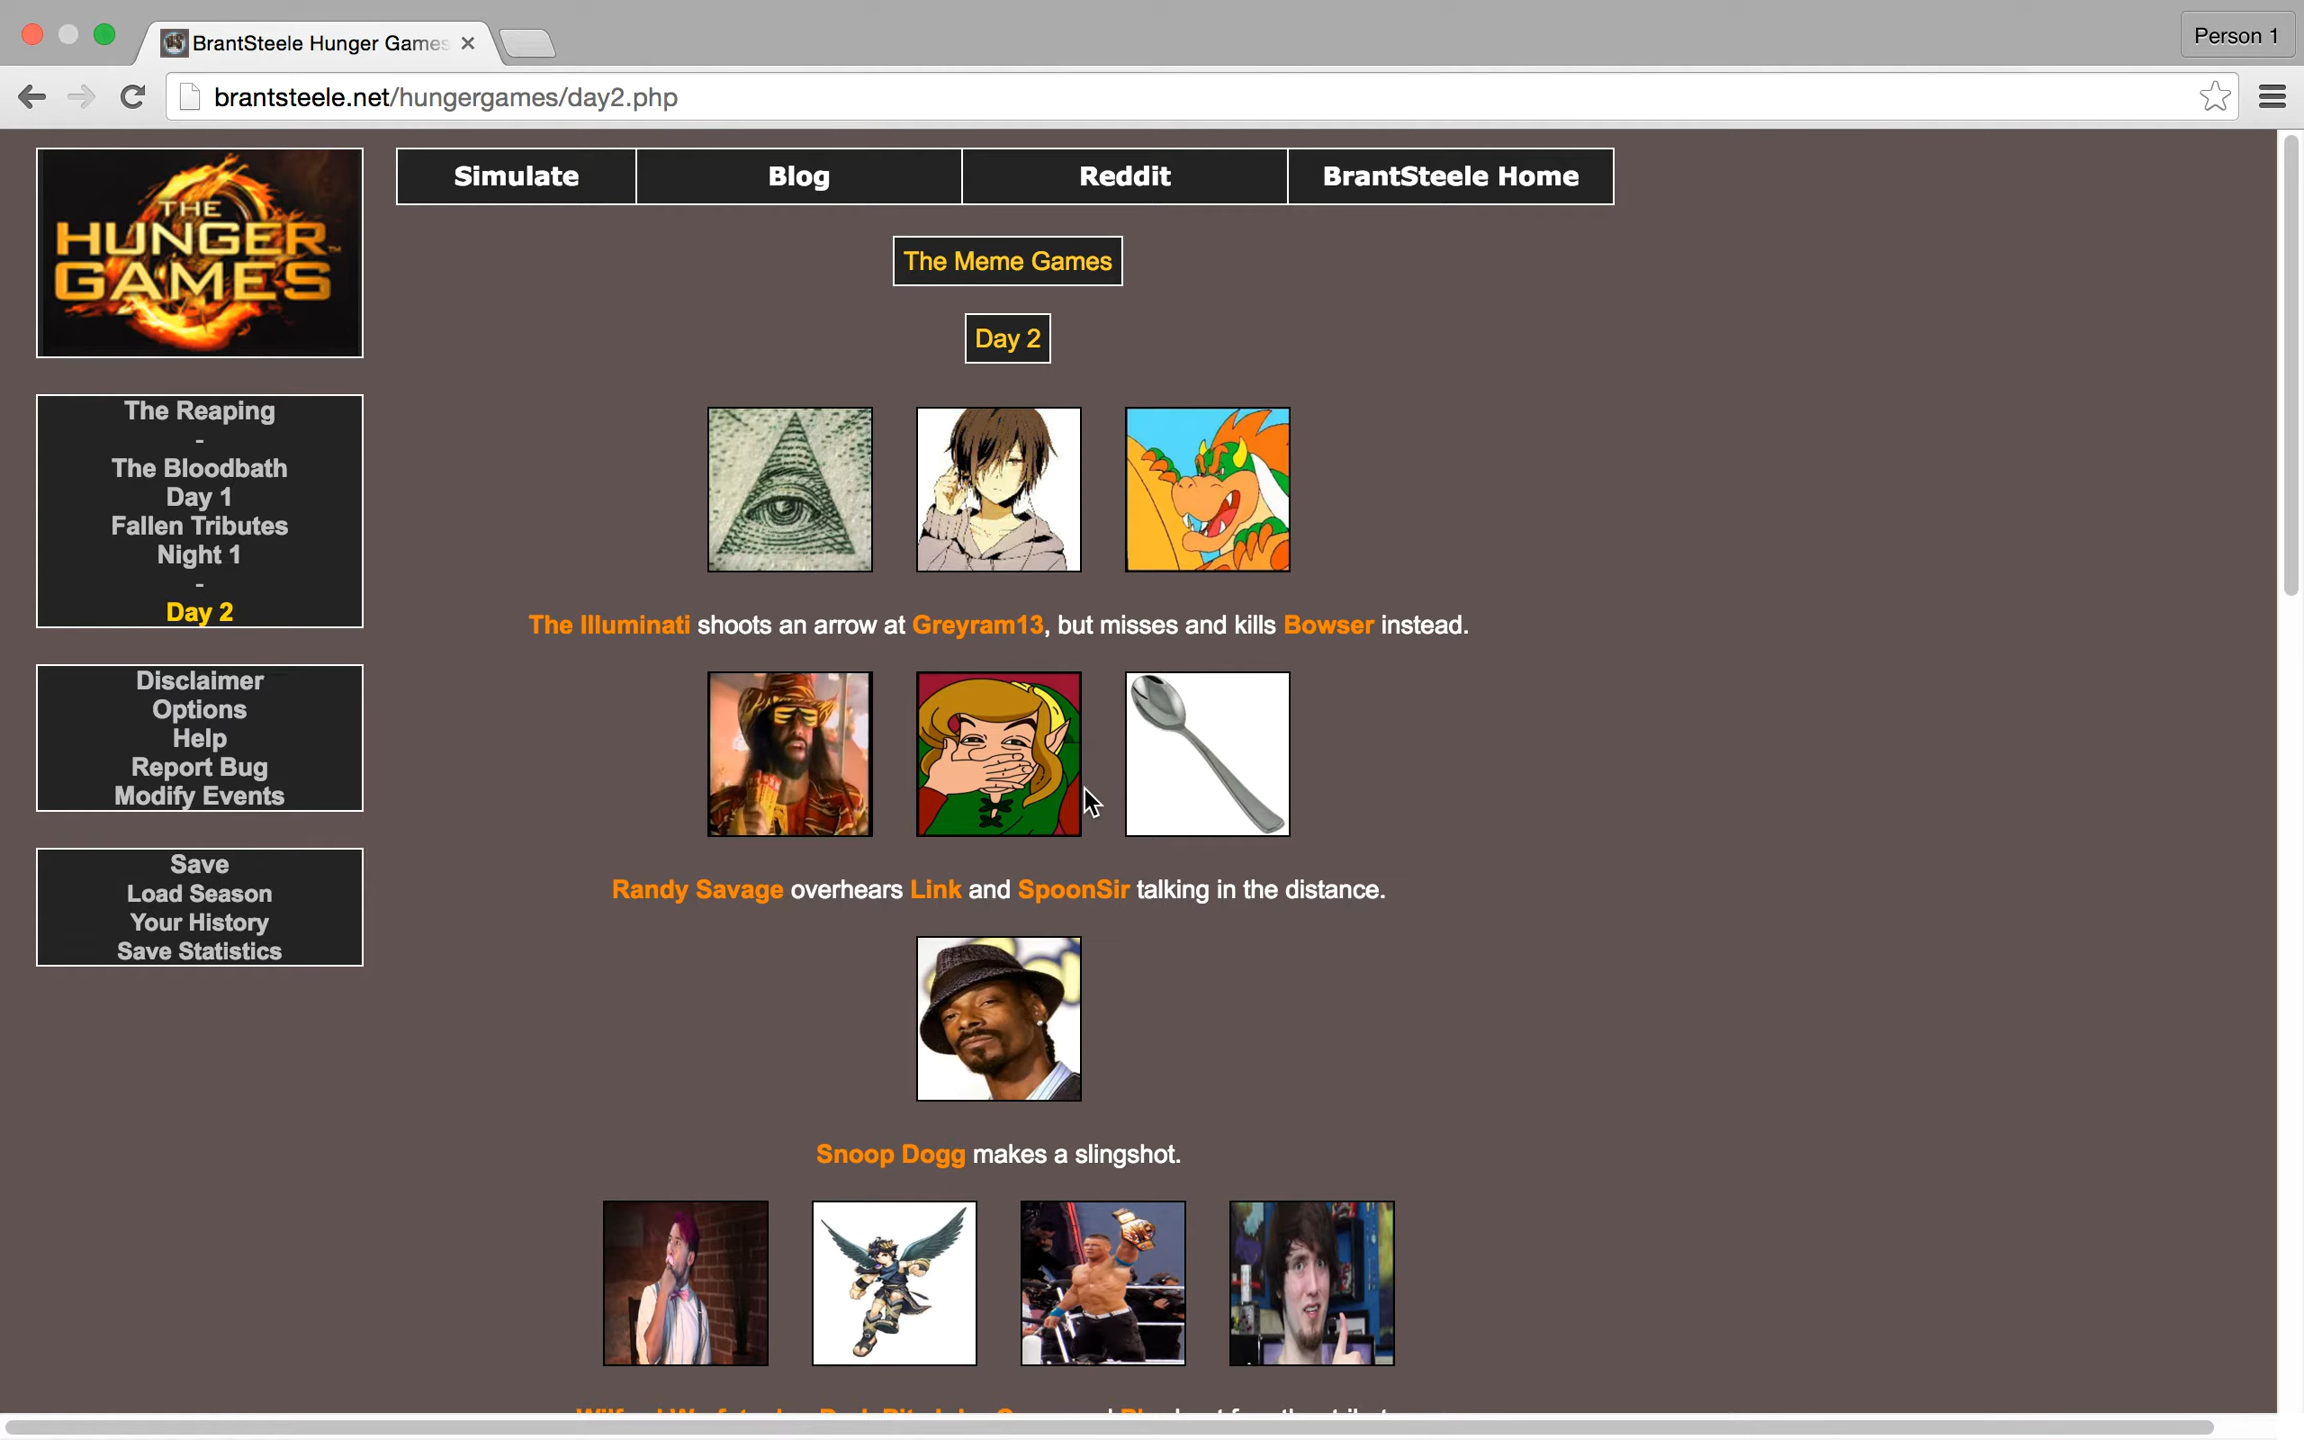 BrantSteele Hunger Games
Person 1
brantsteele.net/hungergames/day2.php
THE
HUNGER
GAMES
Simulate
Blog
Reddit
BrantSteele Home
The Meme Games
Day 2
The Reaping
-
The Bloodbath
Day 1
Fallen Tributes
Night 1
-
Day 2
Disclaimer
Options
Help
Report Bug
Modify Events
Save
Load Season
Your History
Save Statistics
The Illuminati shoots an arrow at Greyram13, but misses and kills Bowser instead.
Randy Savage overhears Link and SpoonSir talking in the distance.
Snoop Dogg makes a slingshot.